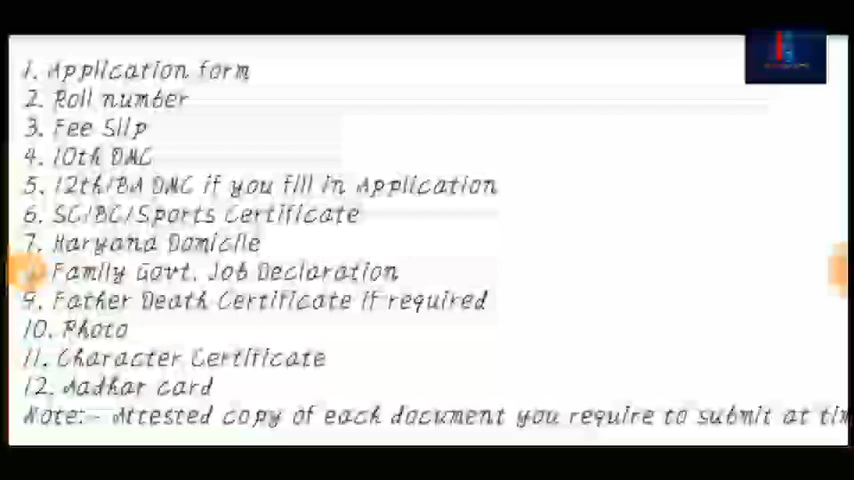 1. Application form
2. Roll number
3. Fee Slip
4. 10th DMC
5. 12th/BA DMC if you fill in Application
6. SC/BC/Sports Certificate
7. Haryana Domicile
Family Govt. Job Declaration
9. Father Death Certificate if required
10. Photo
11. Character Certificate
12. Aadhar card
Note:- Attested copy of each document you require to submit at